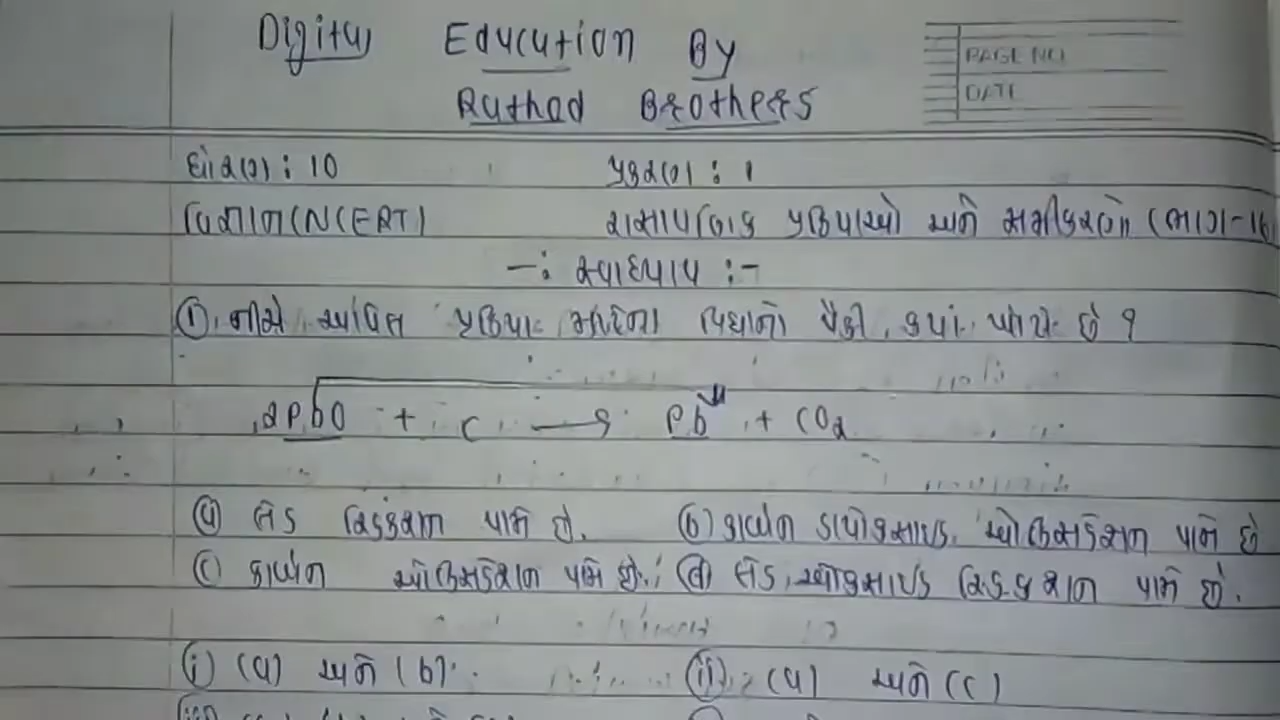 Digital Education By
Rathod Brothers
PAGE NO.
DATE
ધોરણ : 10 પ્રકરણ : 1
વિજ્ઞાન (NCERT) રાસાયણિક પ્રક્રિયાઓ અને સમીકરણો (ભાગ-16
-: સ્વાધ્યાય :-
① નીચે આપેલ પ્રક્રિયા માટેના વિધાનો પૈકી કયાં ખોટાં છે ?
2PbO + C ⟶ Pb + CO₂
(a) લેડ રિડક્શન પામે છે. (b) કાર્બન ડાયોક્સાઇડ ઓક્સિડેશન પામે છે
(c) કાર્બન ઓક્સિડેશન પામે છે. (d) લેડ ઓક્સાઇડ રિડક્શન પામે છે.
(i) (a) અને (b) (ii) (a) અને (c)